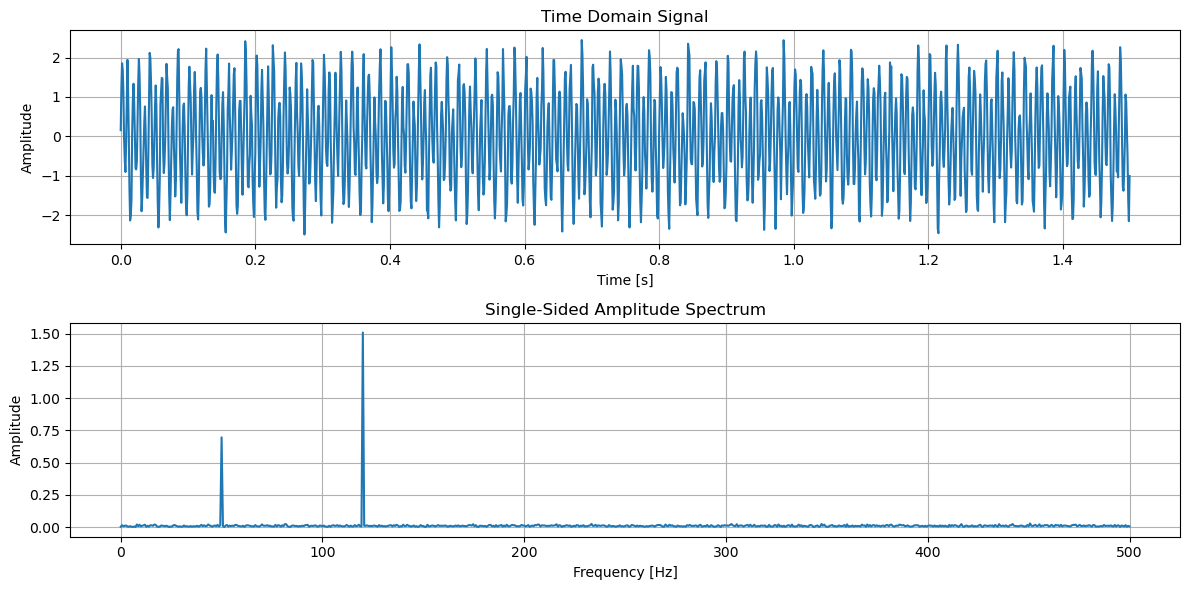 Time Domain Signal
2
1
0
−1
−2
Amplitude
0.0 0.2 0.4 0.6 0.8 1.0 1.2 1.4
Time [s]
Single-Sided Amplitude Spectrum
1.50
1.25
1.00
0.75
0.50
0.25
0.00
Amplitude
0 100 200 300 400 500
Frequency [Hz]